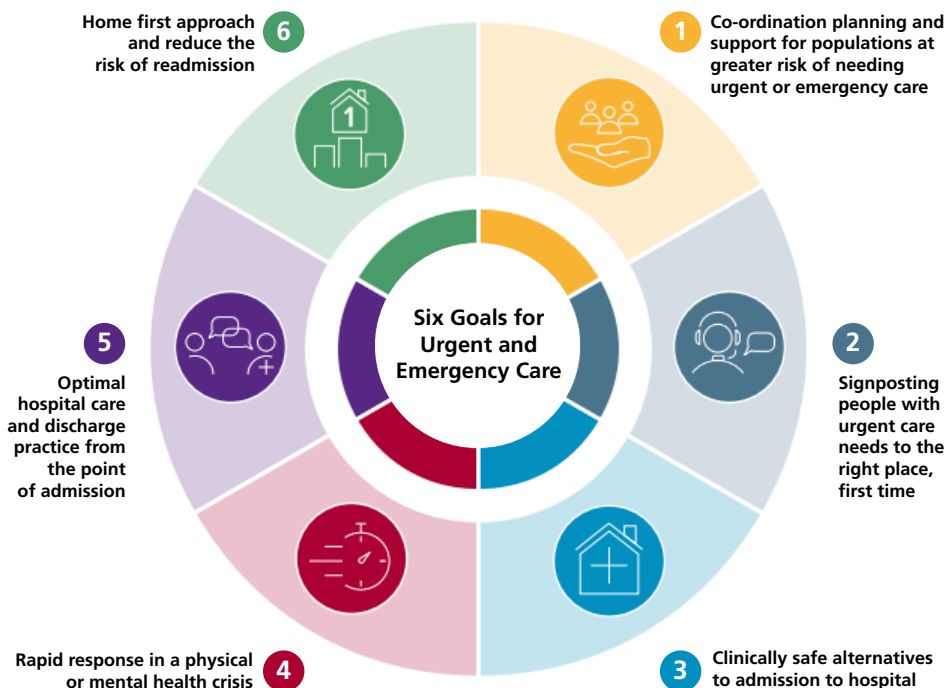 Home first approach
and reduce the
risk of readmission
6
1
Co-ordination planning and
support for populations at
greater risk of needing
urgent or emergency care
1
Six Goals for
Urgent and
Emergency Care
5
Optimal
hospital care
and discharge
practice from
the point
of admission
2
Signposting
people with
urgent care
needs to the
right place,
first time
Rapid response in a physical
or mental health crisis
4
3
Clinically safe alternatives
to admission to hospital